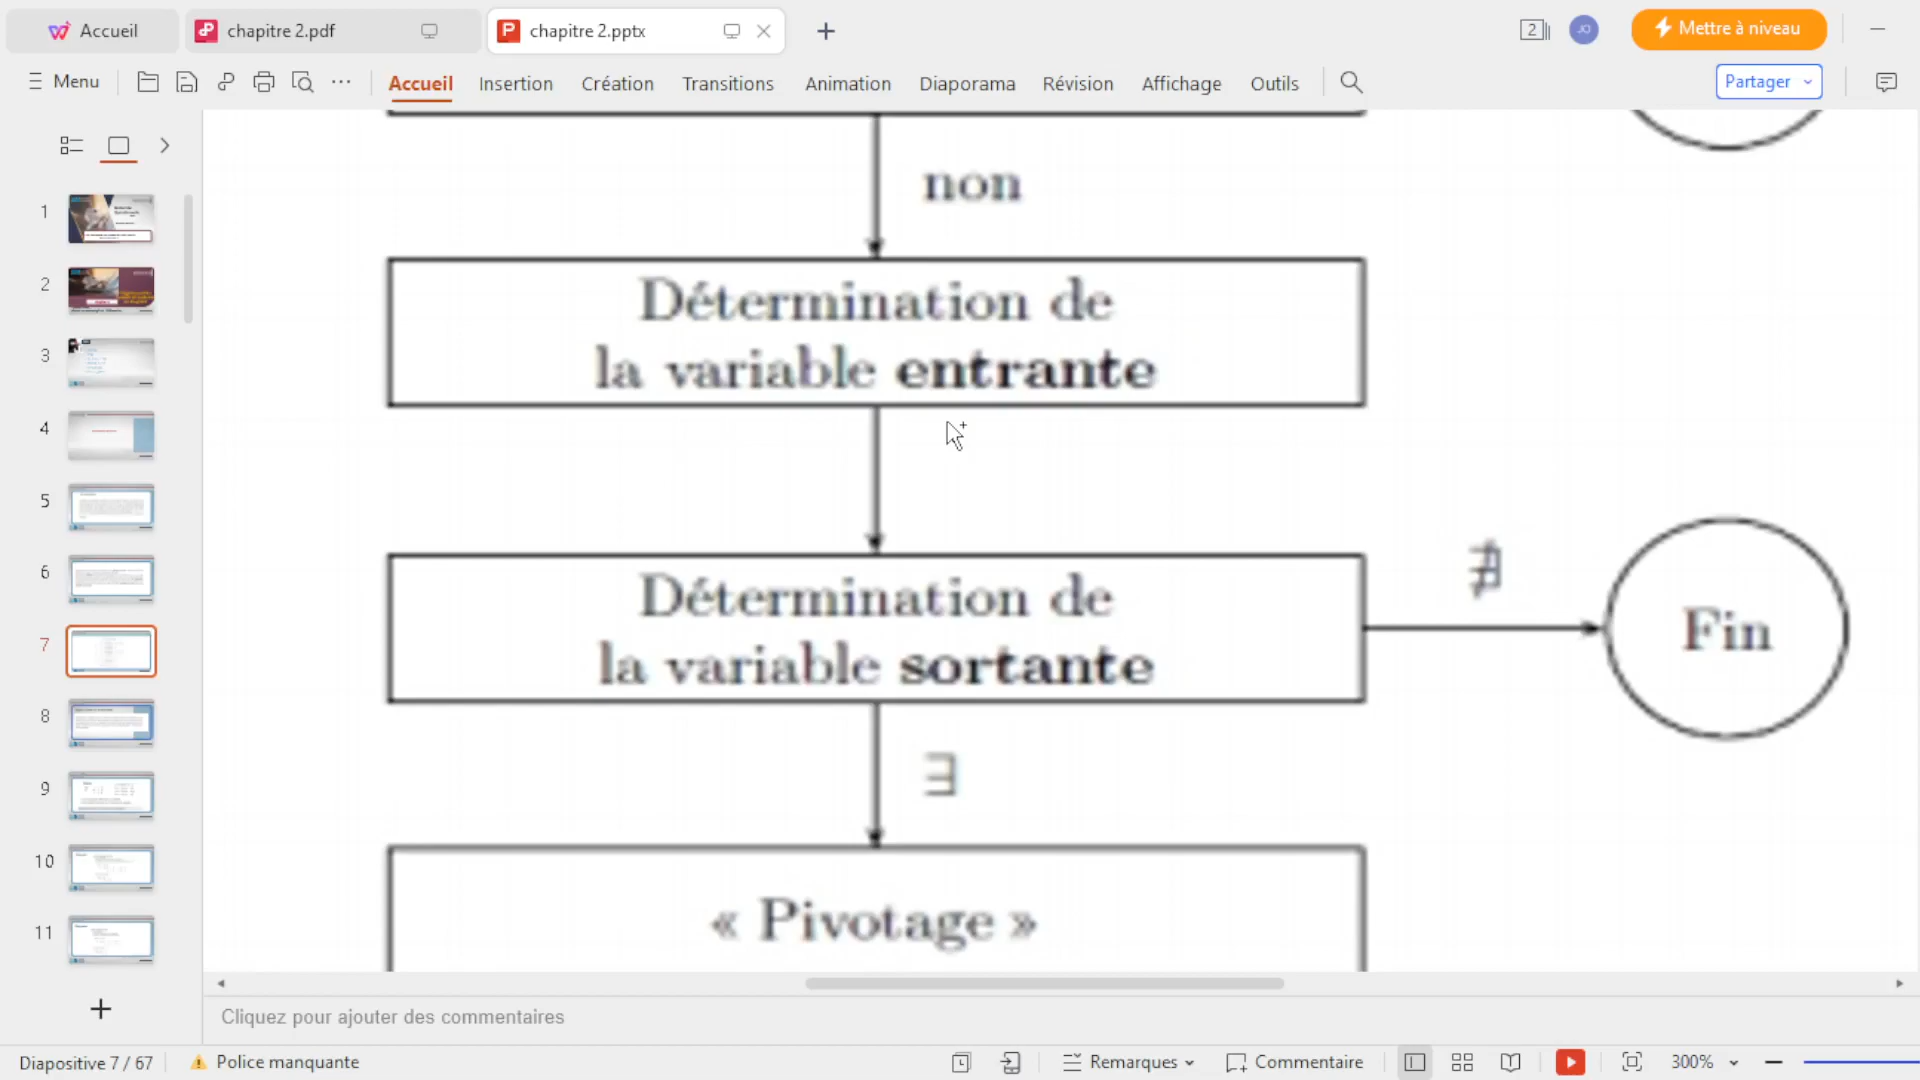 Accueil
chapitre 2.pdf
chapitre 2.pptx
2
JO
Mettre à niveau
Menu
Accueil
Insertion
Création
Transitions
Animation
Diaporama
Révision
Affichage
Outils
Partager
1
2
3
4
5
6
7
8
9
10
11
non
Détermination de
la variable entrante
Détermination de
la variable sortante
∄
Fin
∃
« Pivotage »
Cliquez pour ajouter des commentaires
Diapositive 7 / 67
Police manquante
Remarques
Commentaire
300%